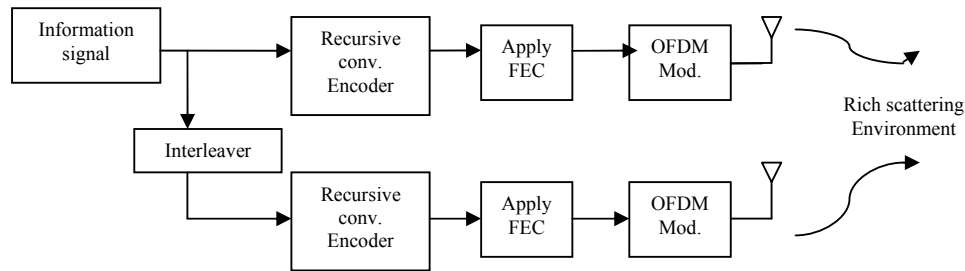 Information
signal
Recursive
conv.
Encoder
Apply
FEC
OFDM
Mod.
Rich scattering
Environment
Interleaver
Recursive
conv.
Encoder
Apply
FEC
OFDM
Mod.